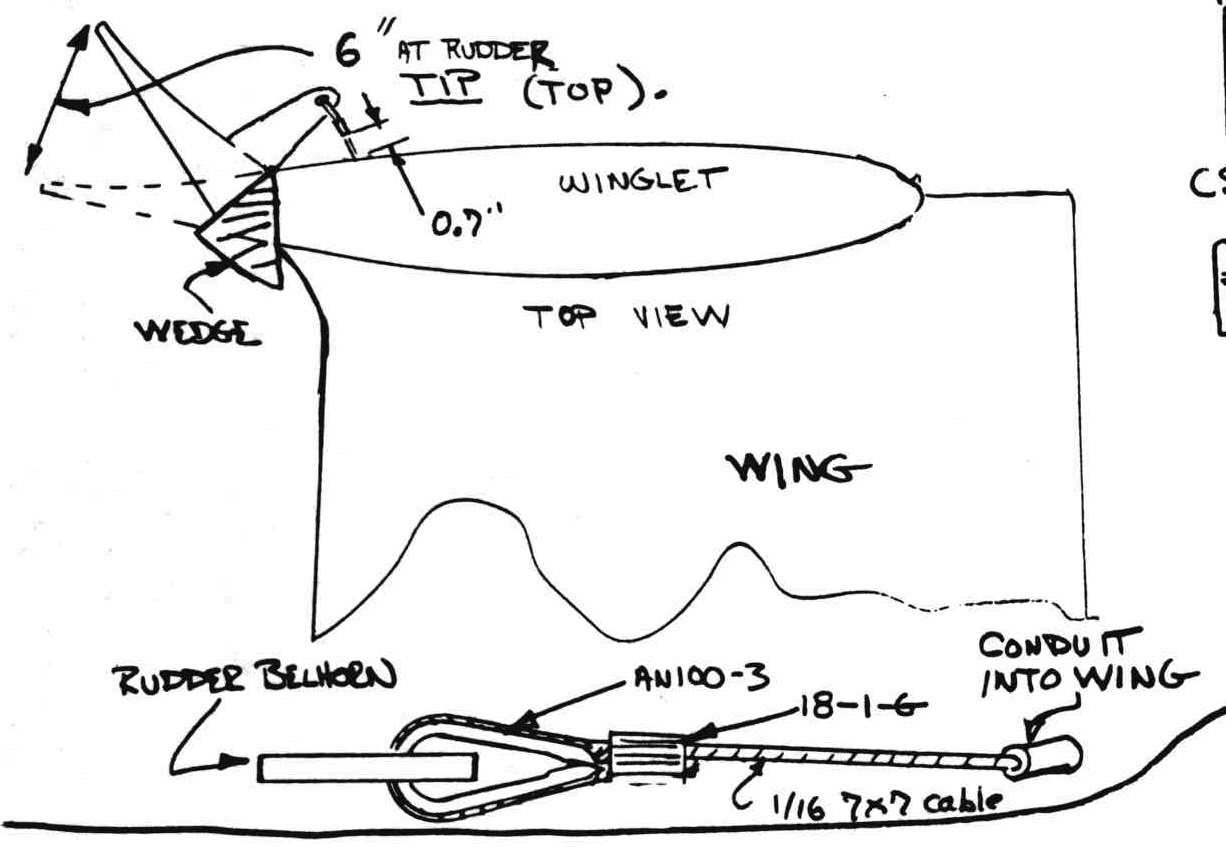 6" AT RUDDER
TIP (TOP).
WINGLET
0.7"
WEDGE
TOP VIEW
WING
RUDDER BELHORN
AN100-3
18-1-G
CONDUIT
INTO WING
1/16 7x7 cable